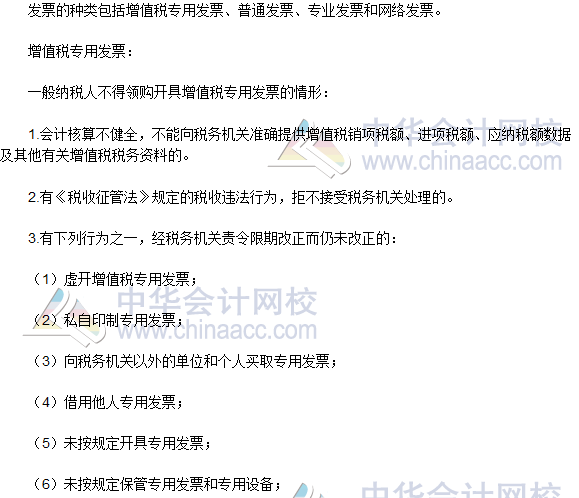 发票的种类包括增值税专用发票、普通发票、专业发票和网络发票。
增值税专用发票：
一般纳税人不得领购开具增值税专用发票的情形：
1.会计核算不健全，不能向税务机关准确提供增值税销项税额、进项税额、应纳税额数据
及其他有关增值税税务资料的。
中华会计网校
www.chinaacc.com
2.有《税收征管法》规定的税收违法行为，拒不接受税务机关处理的。
3.有下列行为之一，经税务机关责令限期改正而仍未改正的：
（1）虚开增值税专用发票；
中华会计网校
（2）私自印制专用发票；
www.chinaacc.com
（3）向税务机关以外的单位和个人买取专用发票；
（4）借用他人专用发票；
（5）未按规定开具专用发票；
（6）未按规定保管专用发票和专用设备；